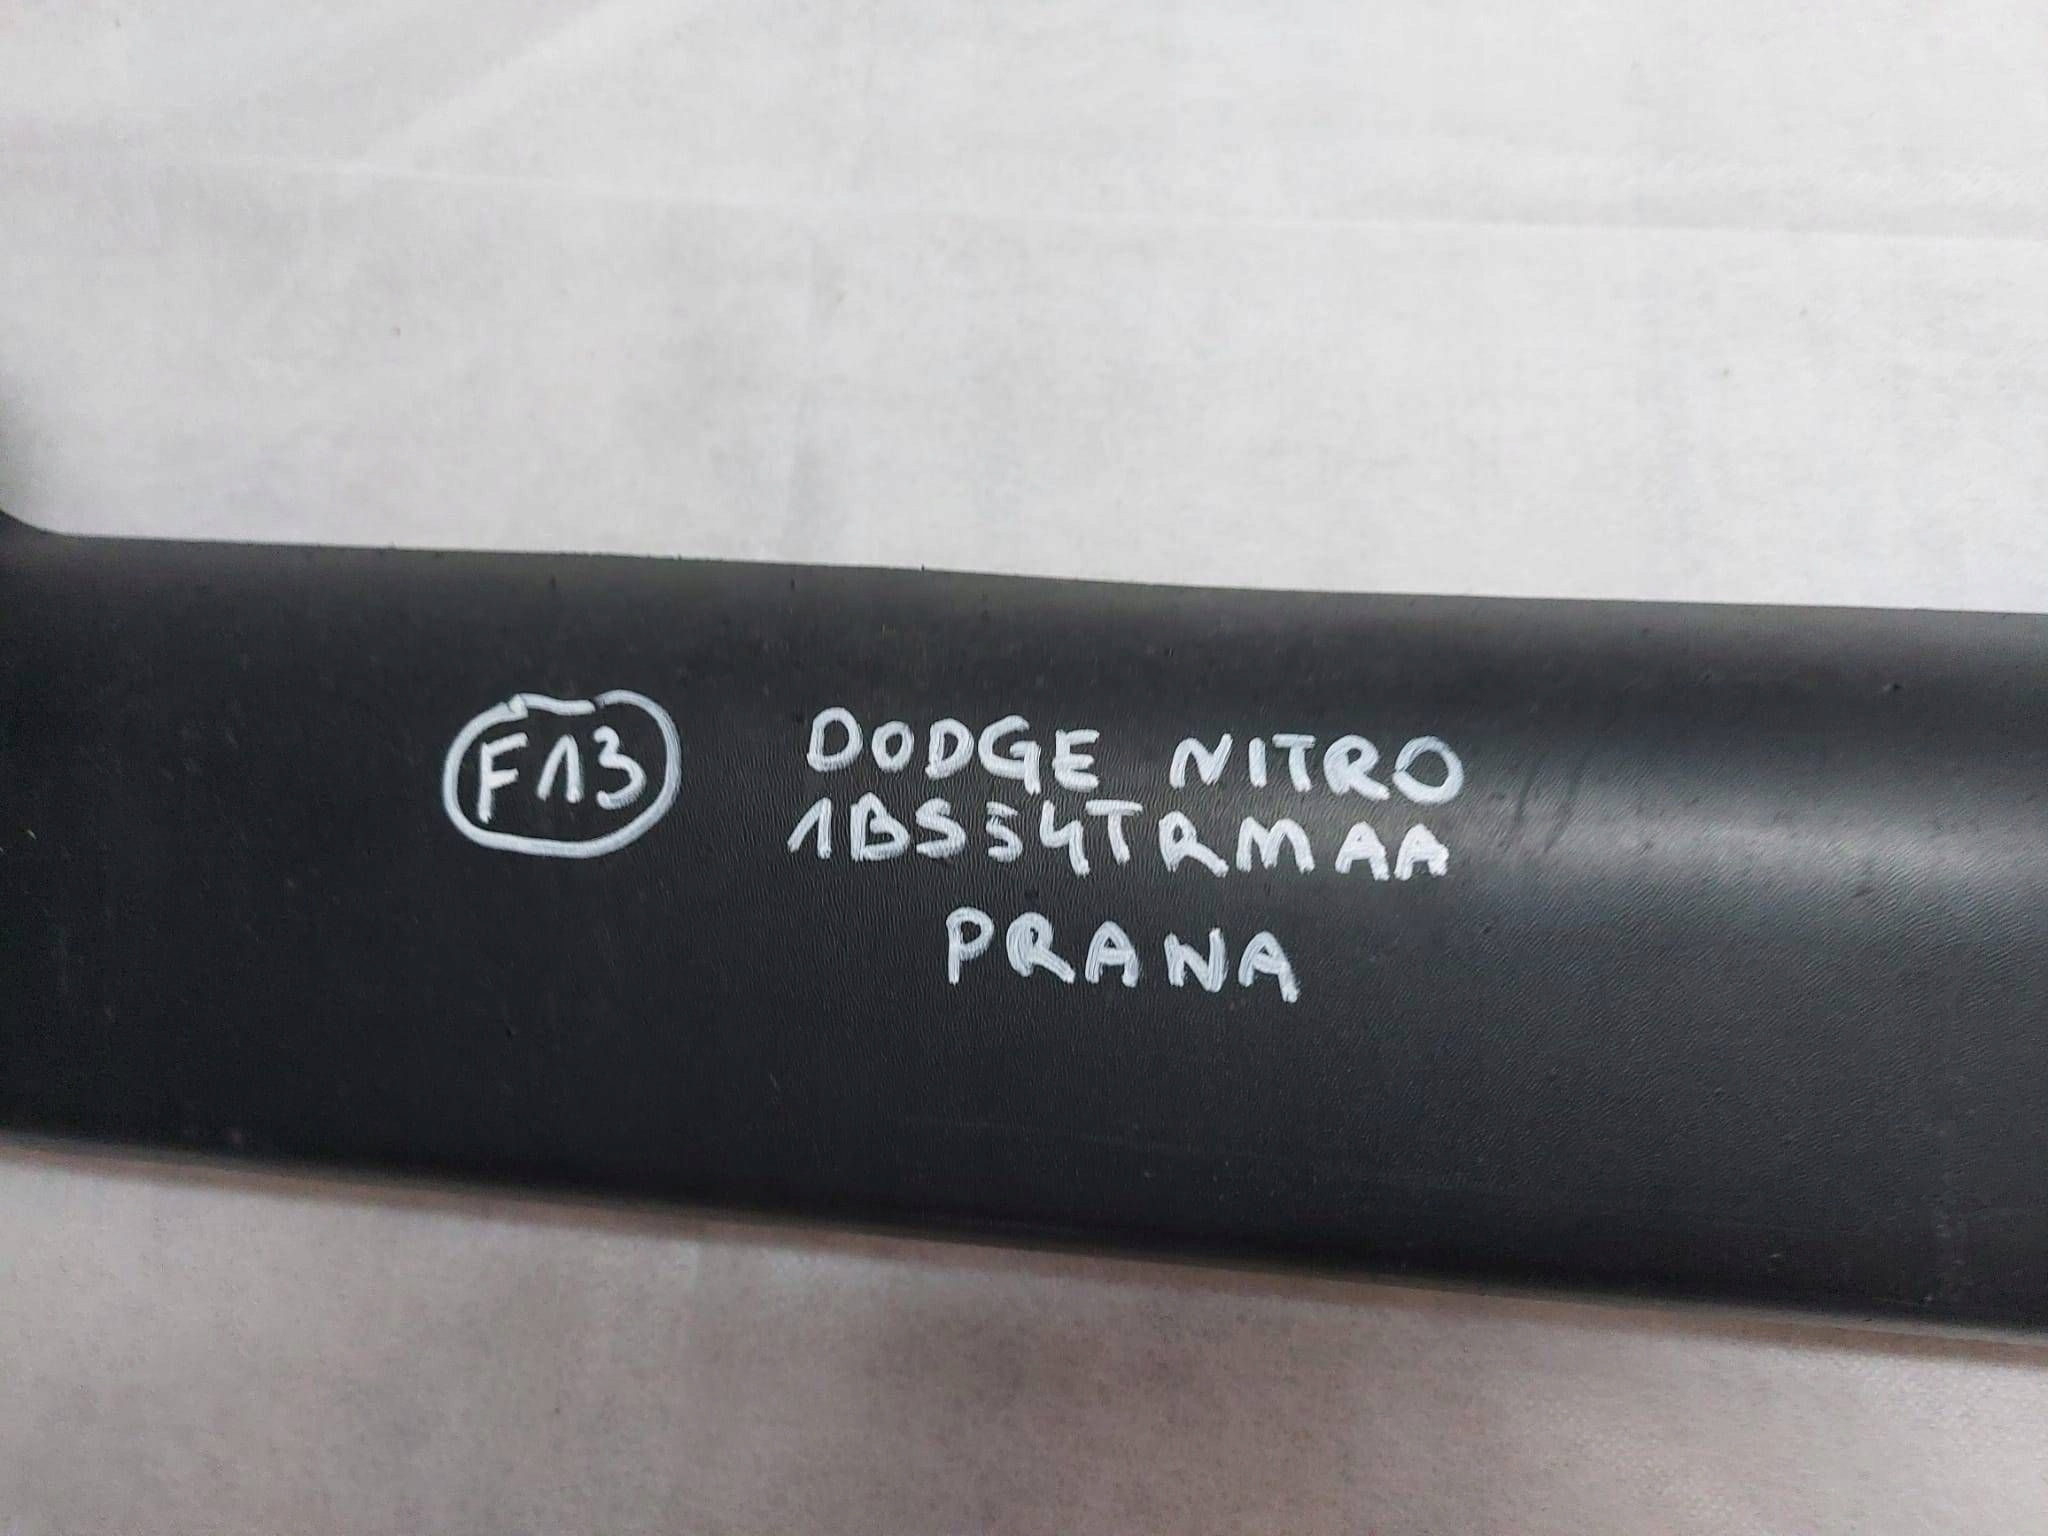 F13
DODGE NITRO
1BS54TRMAA
PRANA